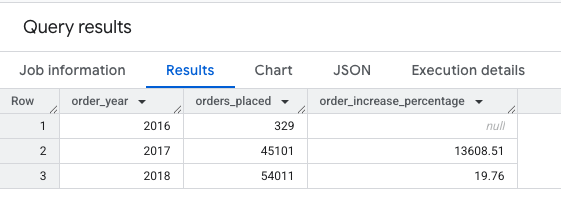 Query results
Job information Results Chart JSON Execution details
Row order_year orders_placed order_increase_percentage
1 2016 329 null
2 2017 45101 13608.51
3 2018 54011 19.76